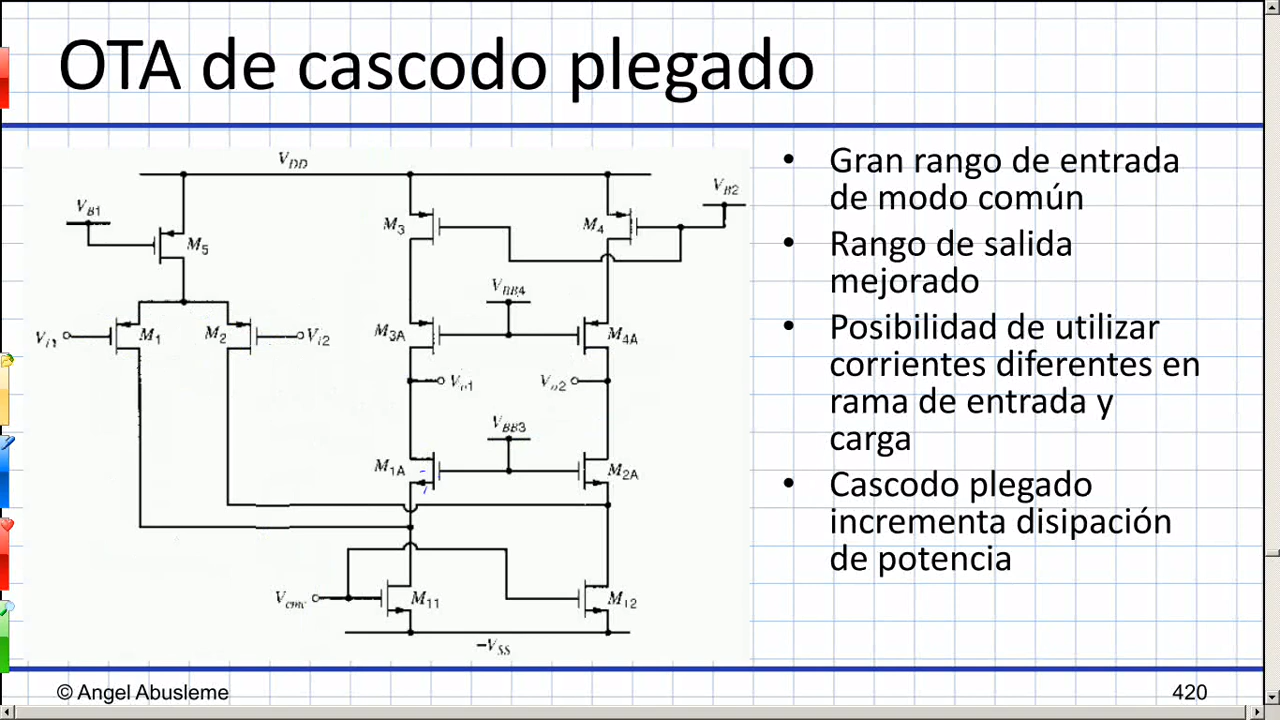 OTA de cascodo plegado
VDD
VB1
VB2
M3
M4
M5
VBB4
Vi1
M1
M2
Vi2
M3A
M4A
Vo1
Vo2
VBB3
M1A
M2A
Vcmc
M11
M12
−VSS
• Gran rango de entrada
de modo común
• Rango de salida
mejorado
• Posibilidad de utilizar
corrientes diferentes en
rama de entrada y
carga
• Cascodo plegado
incrementa disipación
de potencia
© Angel Abusleme
420